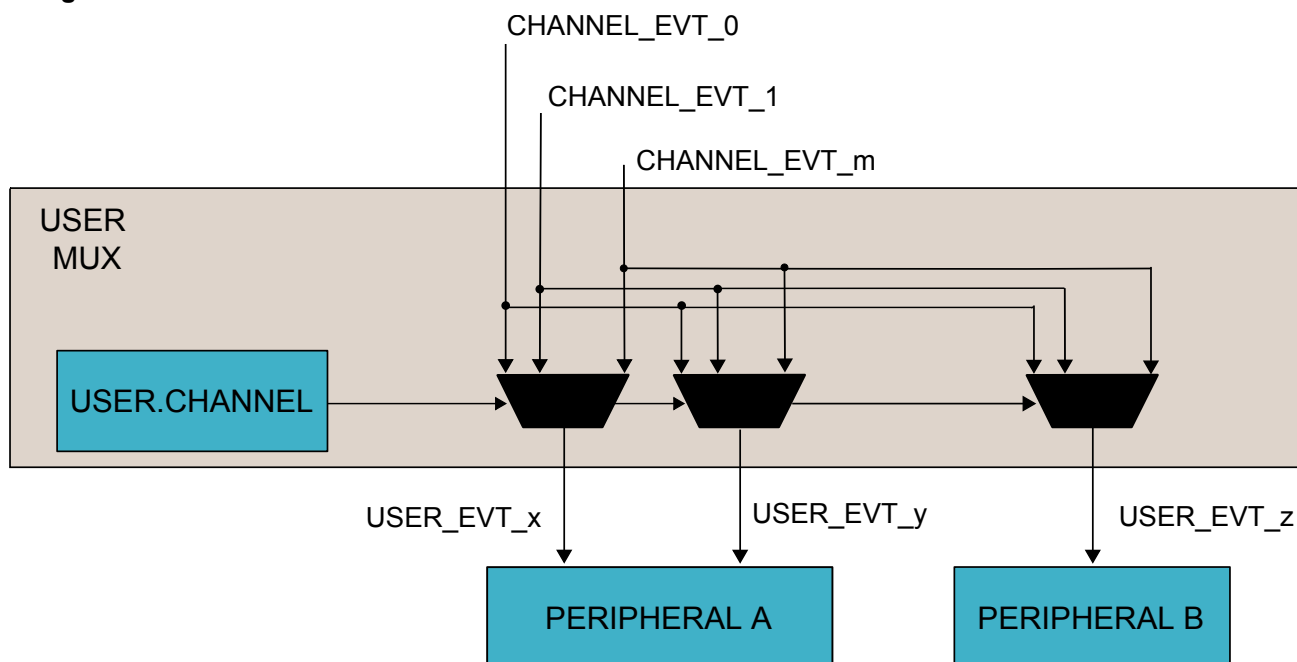 CHANNEL_EVT_0
CHANNEL_EVT_1
CHANNEL_EVT_m
USER
MUX
USER.CHANNEL
USER_EVT_x
USER_EVT_y
USER_EVT_z
PERIPHERAL A
PERIPHERAL B